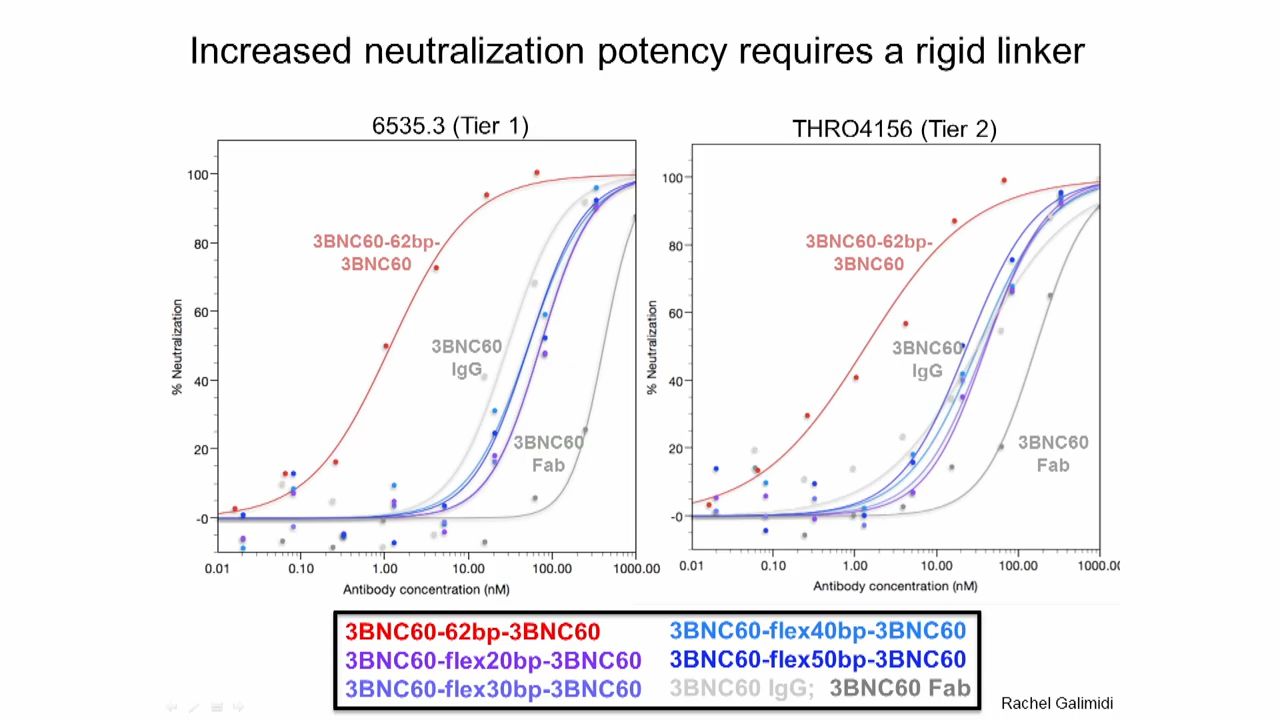 Increased neutralization potency requires a rigid linker
6535.3 (Tier 1)
THRO4156 (Tier 2)
% Neutralization
100
80
60
40
20
-0
3BNC60-62bp-
3BNC60
3BNC60
IgG
3BNC60
Fab
0.01 0.10 1.00 10.00 100.00 1000.00
Antibody concentration (nM)
% Neutralization
100
80
60
40
20
-0
3BNC60-62bp-
3BNC60
3BNC60
IgG
3BNC60
Fab
0.01 0.10 1.00 10.00 100.00 1000.00
Antibody concentration (nM)
3BNC60-62bp-3BNC60
3BNC60-flex20bp-3BNC60
3BNC60-flex30bp-3BNC60
3BNC60-flex40bp-3BNC60
3BNC60-flex50bp-3BNC60
3BNC60 IgG; 3BNC60 Fab
Rachel Galimidi